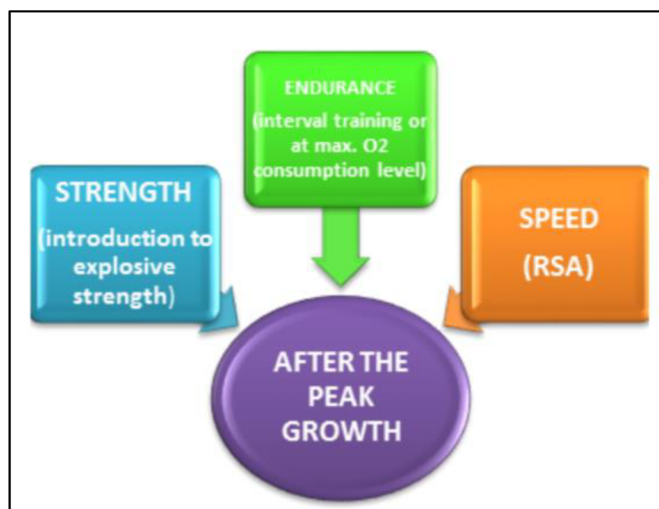 ENDURANCE
(interval training or
at max. O2
consumption level)
STRENGTH
(introduction to
explosive
strength)
SPEED
(RSA)
AFTER THE
PEAK
GROWTH